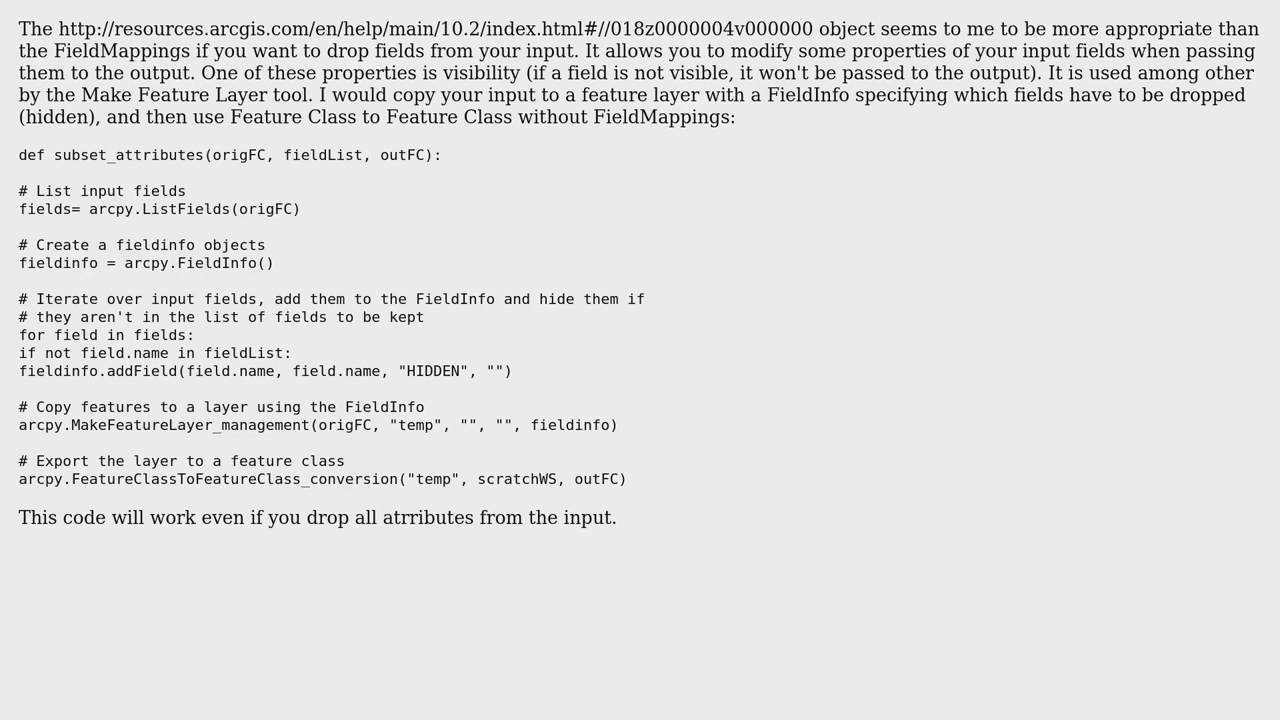 The http://resources.arcgis.com/en/help/main/10.2/index.html#//018z0000004v000000 object seems to me to be more appropriate than
the FieldMappings if you want to drop fields from your input. It allows you to modify some properties of your input fields when passing
them to the output. One of these properties is visibility (if a field is not visible, it won't be passed to the output). It is used among other
by the Make Feature Layer tool. I would copy your input to a feature layer with a FieldInfo specifying which fields have to be dropped
(hidden), and then use Feature Class to Feature Class without FieldMappings:
def subset_attributes(origFC, fieldList, outFC):
# List input fields
fields= arcpy.ListFields(origFC)
# Create a fieldinfo objects
fieldinfo = arcpy.FieldInfo()
# Iterate over input fields, add them to the FieldInfo and hide them if
# they aren't in the list of fields to be kept
for field in fields:
if not field.name in fieldList:
fieldinfo.addField(field.name, field.name, "HIDDEN", "")
# Copy features to a layer using the FieldInfo
arcpy.MakeFeatureLayer_management(origFC, "temp", "", "", fieldinfo)
# Export the layer to a feature class
arcpy.FeatureClassToFeatureClass_conversion("temp", scratchWS, outFC)
This code will work even if you drop all atrributes from the input.